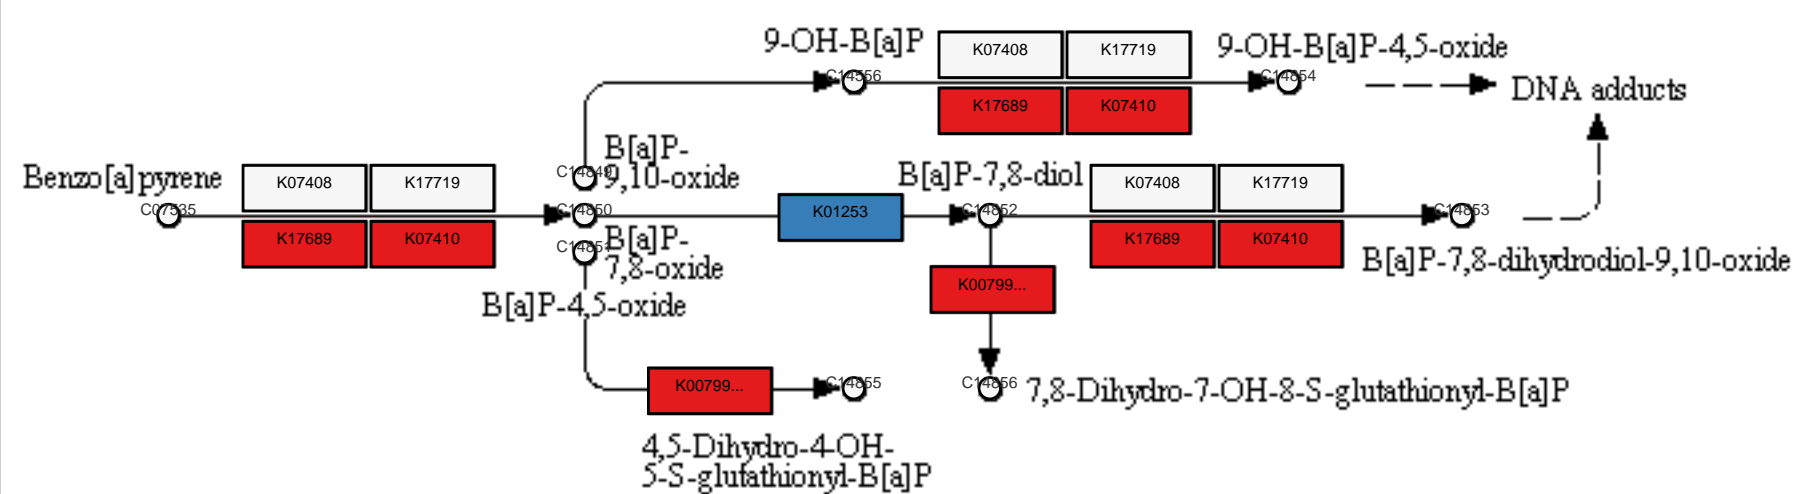 9-OH-B[a]P
K07408
K17719
9-OH-B[a]P-4,5-oxide
C14556
C14854
K17689
K07410
DNA adducts
Benzo[a]pyrene
K07408
K17719
B[a]P-
9,10-oxide
C14849
B[a]P-7,8-diol
K07408
K17719
C07535
C14850
K01253
C14852
C14853
K17689
K07410
C14851
B[a]P-
7,8-oxide
K17689
K07410
B[a]P-7,8-dihydrodiol-9,10-oxide
B[a]P-4,5-oxide
K00799...
K00799...
C14855
C14856
7,8-Dihydro-7-OH-8-S-glutathionyl-B[a]P
4,5-Dihydro-4-OH-
5-S-glutathionyl-B[a]P